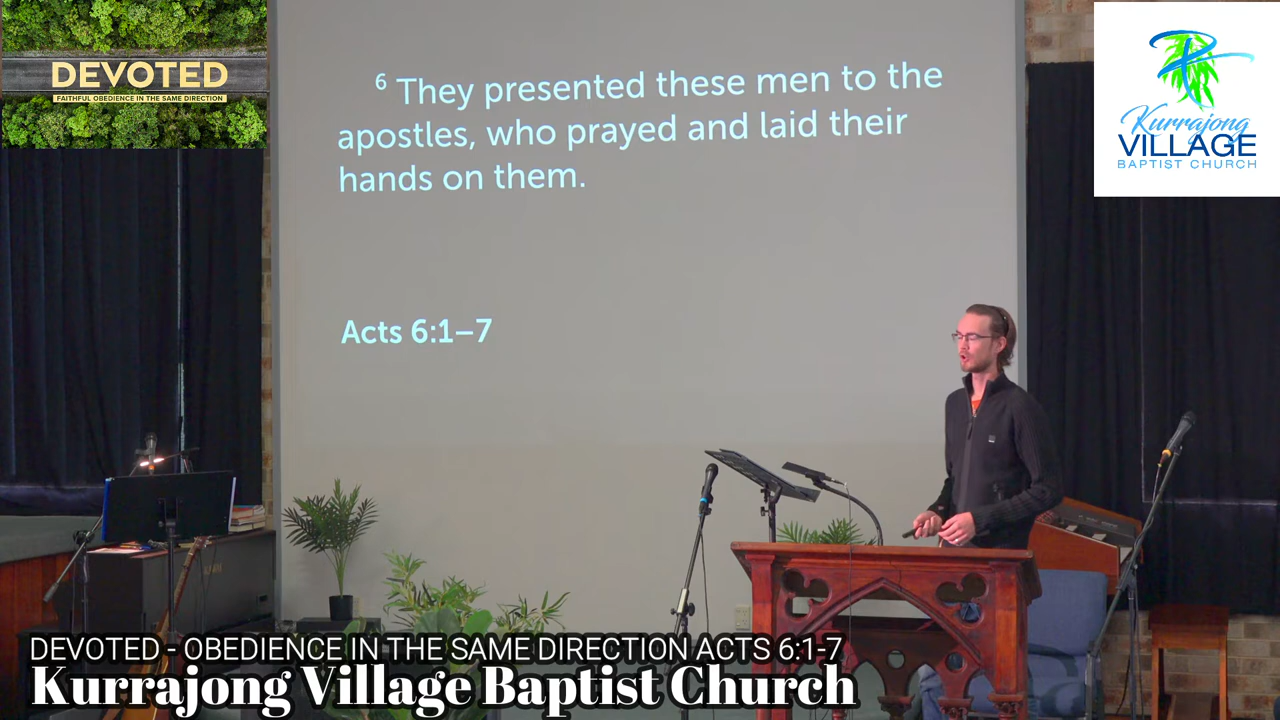 DEVOTED
FAITHFUL OBEDIENCE IN THE SAME DIRECTION
6 They presented these men to the
apostles, who prayed and laid their
hands on them.
Acts 6:1–7
Kurrajong
VILLAGE
BAPTIST CHURCH
DEVOTED - OBEDIENCE IN THE SAME DIRECTION ACTS 6:1-7
Kurrajong Village Baptist Church